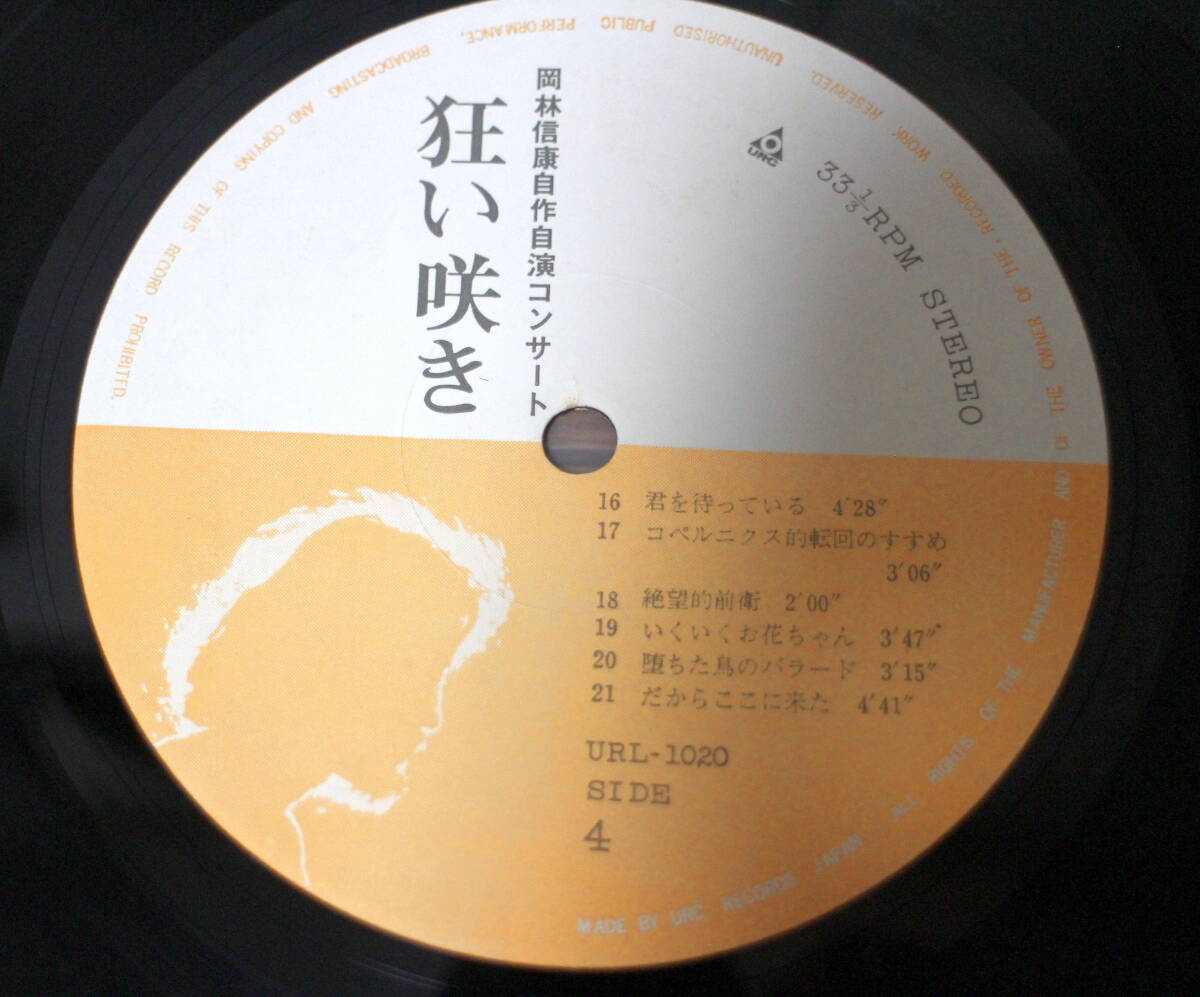 岡林信康自作自演コンサート
狂い咲き
URC
33⅓RPM STEREO
16 君を待っている 4′28″
17 コペルニクス的転回のすすめ
3′06″
18 絶望的前衛 2′00″
19 いくいくお花ちゃん 3′47″
20 堕ちた鳥のバラード 3′15″
21 だからここに来た 4′41″
URL-1020
SIDE
4
MADE BY URC RECORDS JAPAN ALL RIGHTS OF THE MANUFACTURER AND OF THE OWNER OF THE RECORDED WORK RESERVED. UNAUTHORISED PUBLIC PERFORMANCE, BROADCASTING AND COPYING OF THIS RECORD PROHIBITED.